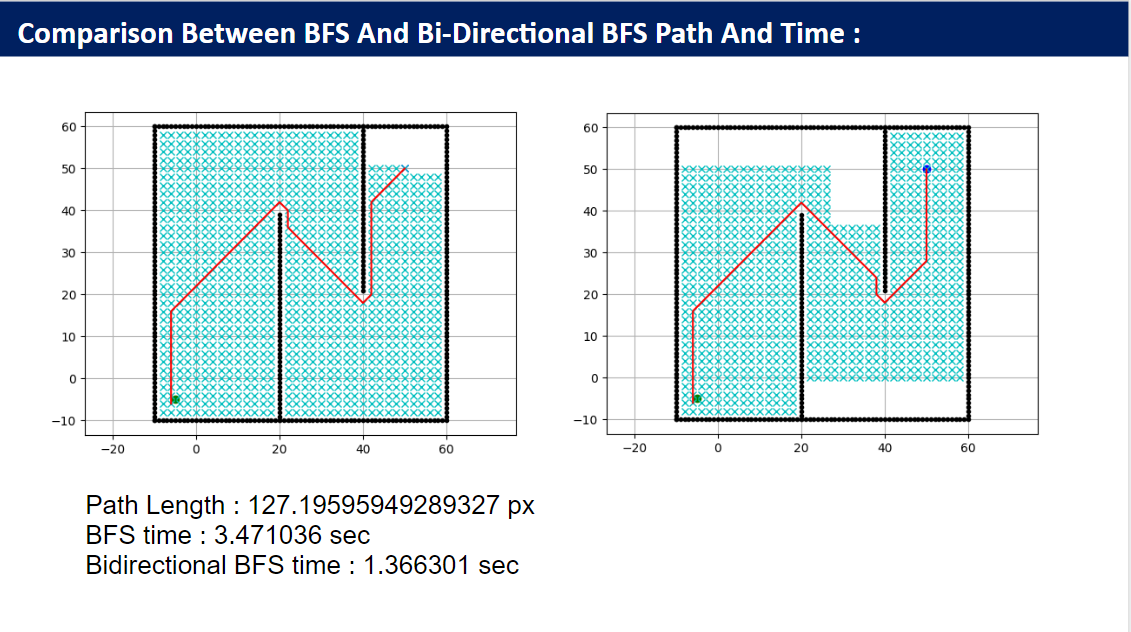 Comparison Between BFS And Bi-Directional BFS Path And Time :
60
50
40
30
20
10
0
−10
−20 0 20 40 60
60
50
40
30
20
10
0
−10
−20 0 20 40 60
Path Length : 127.19595949289327 px
BFS time : 3.471036 sec
Bidirectional BFS time : 1.366301 sec